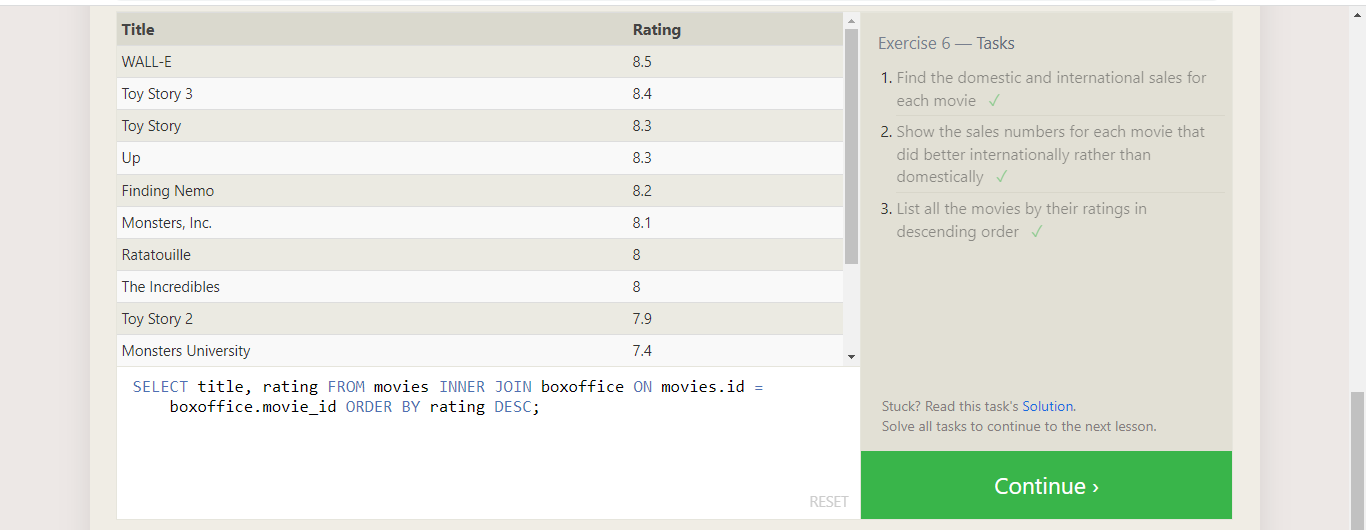 Title Rating
WALL-E 8.5
Toy Story 3 8.4
Toy Story 8.3
Up 8.3
Finding Nemo 8.2
Monsters, Inc. 8.1
Ratatouille 8
The Incredibles 8
Toy Story 2 7.9
Monsters University 7.4
SELECT title, rating FROM movies INNER JOIN boxoffice ON movies.id =
boxoffice.movie_id ORDER BY rating DESC;
RESET
Exercise 6 — Tasks
1. Find the domestic and international sales for
each movie ✓
2. Show the sales numbers for each movie that
did better internationally rather than
domestically ✓
3. List all the movies by their ratings in
descending order ✓
Stuck? Read this task's Solution.
Solve all tasks to continue to the next lesson.
Continue ›